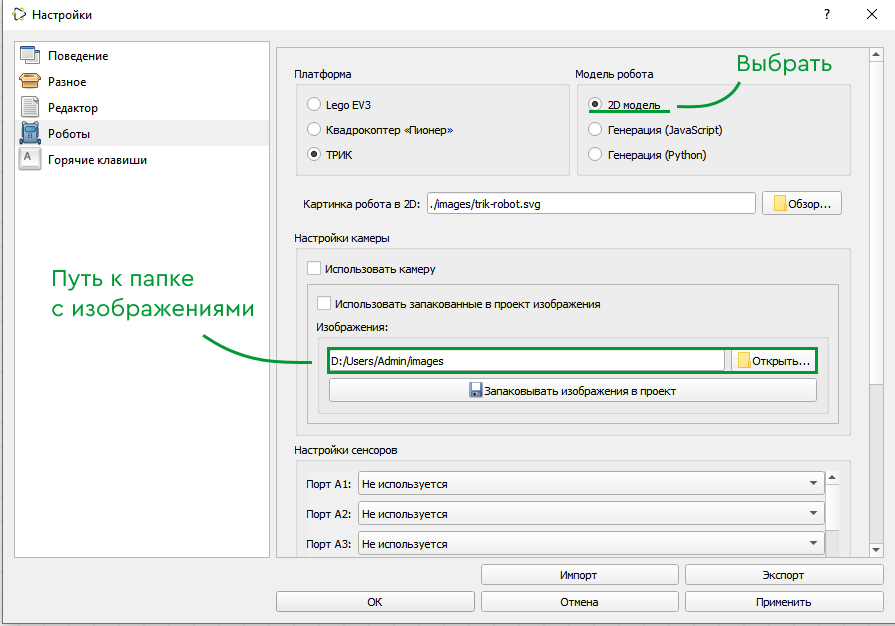 Настройки
?
Поведение
Разное
Редактор
Роботы
A
Горячие клавиши
Платформа
Lego EV3
Квадрокоптер «Пионер»
ТРИК
Модель робота
Выбрать
2D модель
Генерация (JavaScript)
Генерация (Python)
Картинка робота в 2D:
./images/trik-robot.svg
Обзор...
Настройки камеры
Использовать камеру
Использовать запакованные в проект изображения
Изображения:
Путь к папке
с изображениями
D:/Users/Admin/images
Открыть...
Запаковывать изображения в проект
Настройки сенсоров
Порт A1: Не используется
Порт A2: Не используется
Порт A3: Не используется
Импорт
Экспорт
OK
Отмена
Применить